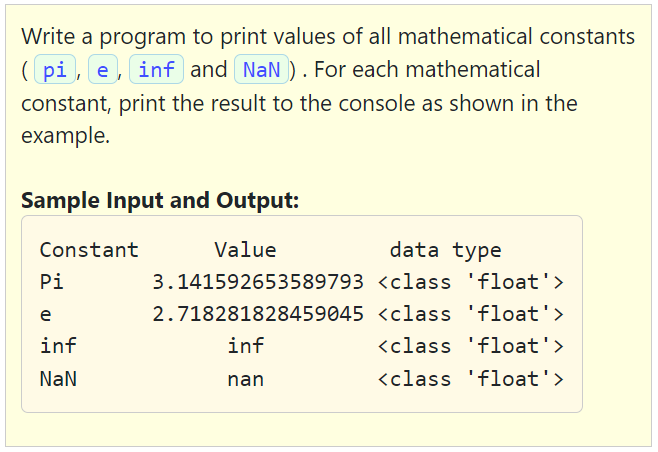 Write a program to print values of all mathematical constants
( pi , e , inf and NaN ) . For each mathematical
constant, print the result to the console as shown in the
example.
Sample Input and Output:
Constant      Value         data type
Pi       3.141592653589793 <class 'float'>
e        2.718281828459045 <class 'float'>
inf            inf         <class 'float'>
NaN            nan         <class 'float'>